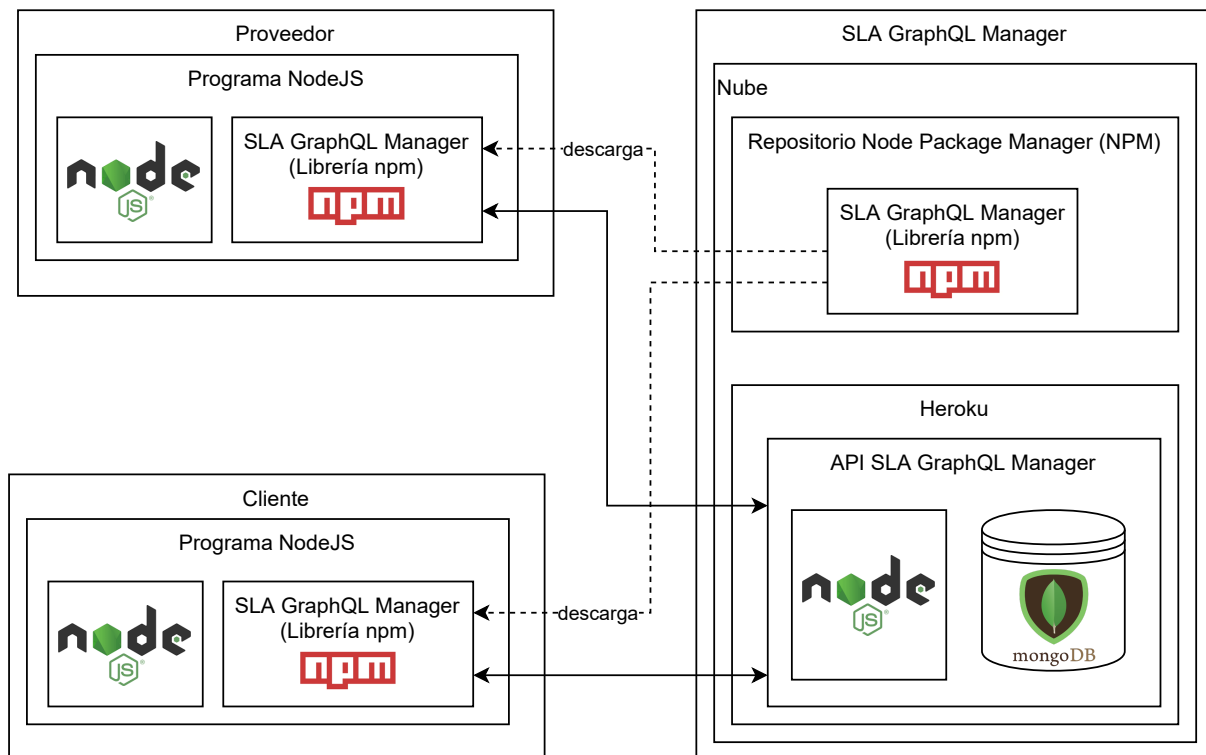 Proveedor
Programa NodeJS
node
JS
SLA GraphQL Manager
(Librería npm)
npm
descarga
SLA GraphQL Manager
Nube
Repositorio Node Package Manager (NPM)
SLA GraphQL Manager
(Librería npm)
npm
Heroku
API SLA GraphQL Manager
node
JS
mongoDB
Cliente
Programa NodeJS
node
JS
SLA GraphQL Manager
(Librería npm)
npm
descarga